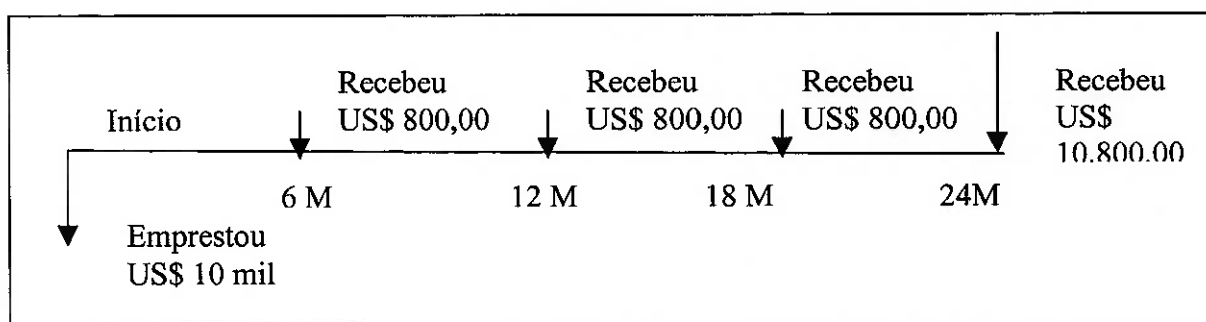 Início
Recebeu
US$ 800,00
Recebeu
US$ 800,00
Recebeu
US$ 800,00
Recebeu
US$
10.800,00
6 M
12 M
18 M
24M
Emprestou
US$ 10 mil